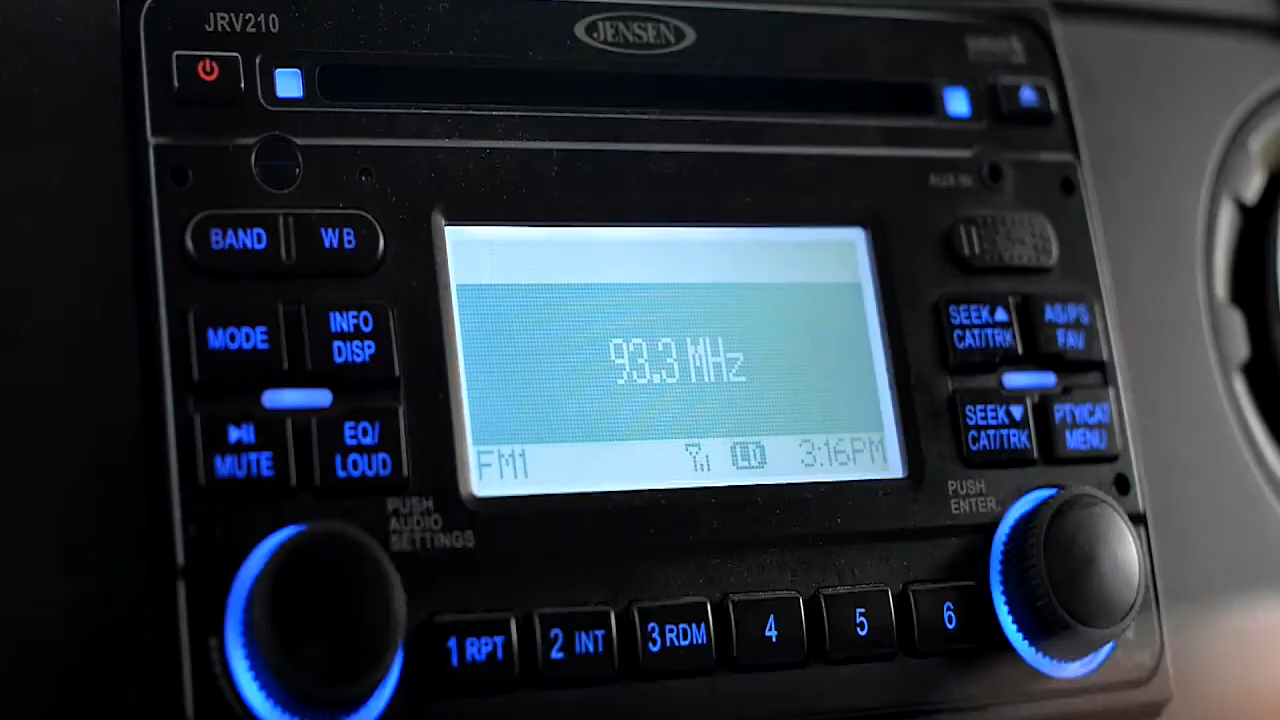 JRV210
JENSEN
AUX IN
BAND
WB
MODE
INFO
DISP
MUTE
EQ/
LOUD
93.3 MHz
FM1
3:16PM
SEEK▲
CAT/TRK
AS/PS
FAV
SEEK▼
CAT/TRK
PTY/CAT
MENU
PUSH
AUDIO
SETTINGS
PUSH
ENTER.
1 RPT
2 INT
3 RDM
4
5
6